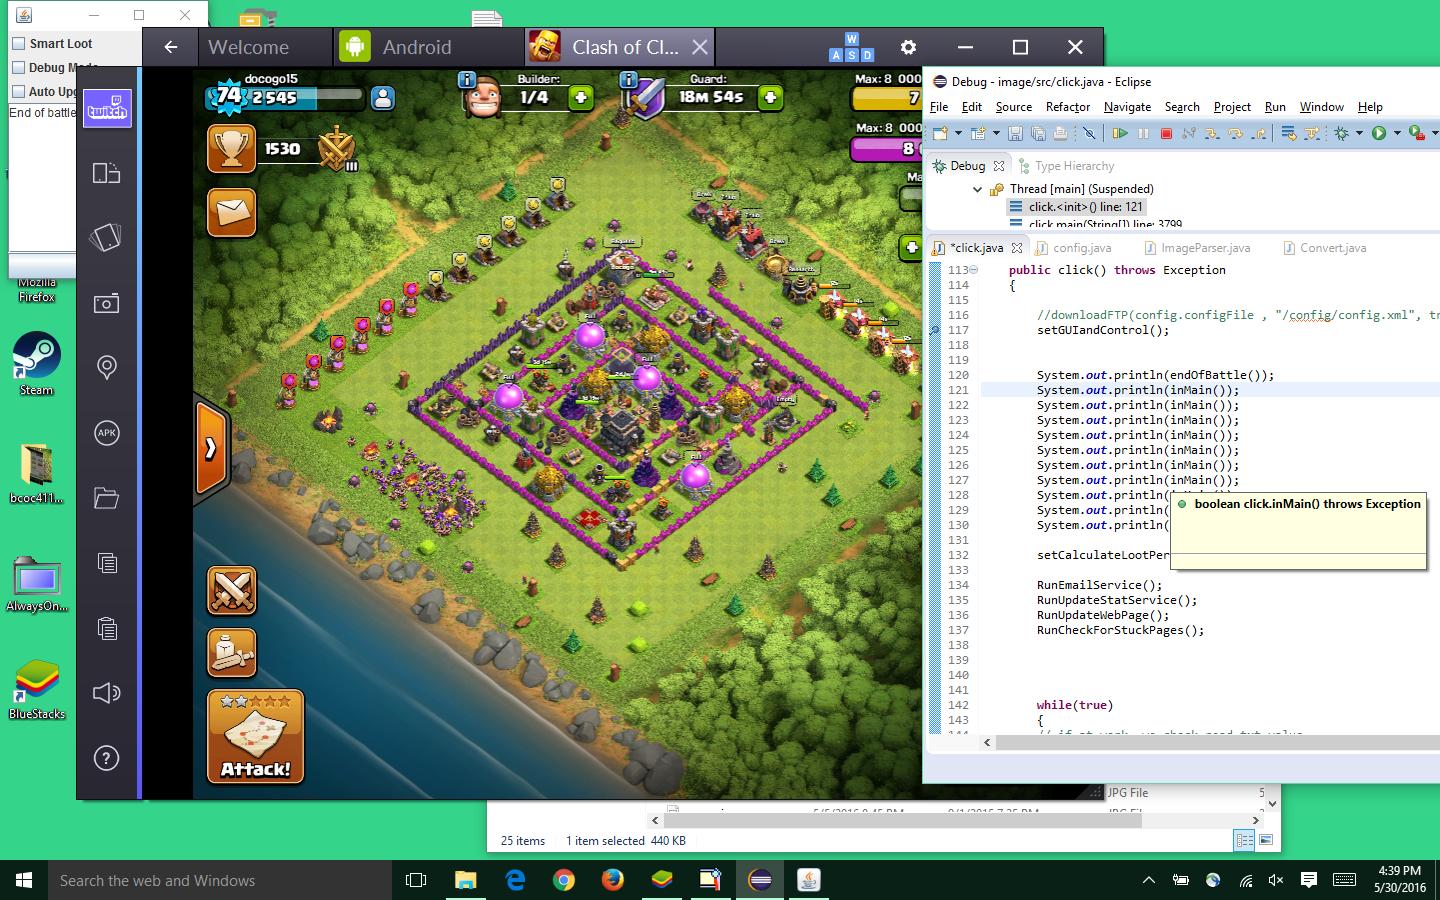 Smart Loot
Debug Mode
Auto Upg
End of battle
Mozilla
Firefox
Steam
bcoc411...
AlwaysOn...
BlueStacks
Welcome
Android
Clash of Cl...
W
A S D
twitch
APK
?
docogo15
74
2 545
Builder:
1/4
Guard:
18m 54s
Max: 8 000
7
Max: 8 000
8
1530
III
Attack!
Full
Full
Full
Full
Empty
Debug - image/src/click.java - Eclipse
File Edit Source Refactor Navigate Search Project Run Window Help
Debug
Type Hierarchy
Thread [main] (Suspended)
click.<init>() line: 121
click.main(String[]) line: 3799
*click.java
config.java
ImageParser.java
Convert.java
113 public click() throws Exception
114 {
115
116 //downloadFTP(config.configFile , "/config/config.xml", tr
117 setGUIandControl();
118
119
120 System.out.println(endOfBattle());
121 System.out.println(inMain());
122 System.out.println(inMain());
123 System.out.println(inMain());
124 System.out.println(inMain());
125 System.out.println(inMain());
126 System.out.println(inMain());
127 System.out.println(inMain());
128 System.out.println(inMain());
129 System.out.println(
130 System.out.println(
131
132 setCalculateLootPer
133
134 RunEmailService();
135 RunUpdateStatService();
136 RunUpdateWebPage();
137 RunCheckForStuckPages();
138
139
140
141
142 while(true)
143 {
boolean click.inMain() throws Exception
JPG File 5
25 items 1 item selected 440 KB
Search the web and Windows
4:39 PM
5/30/2016